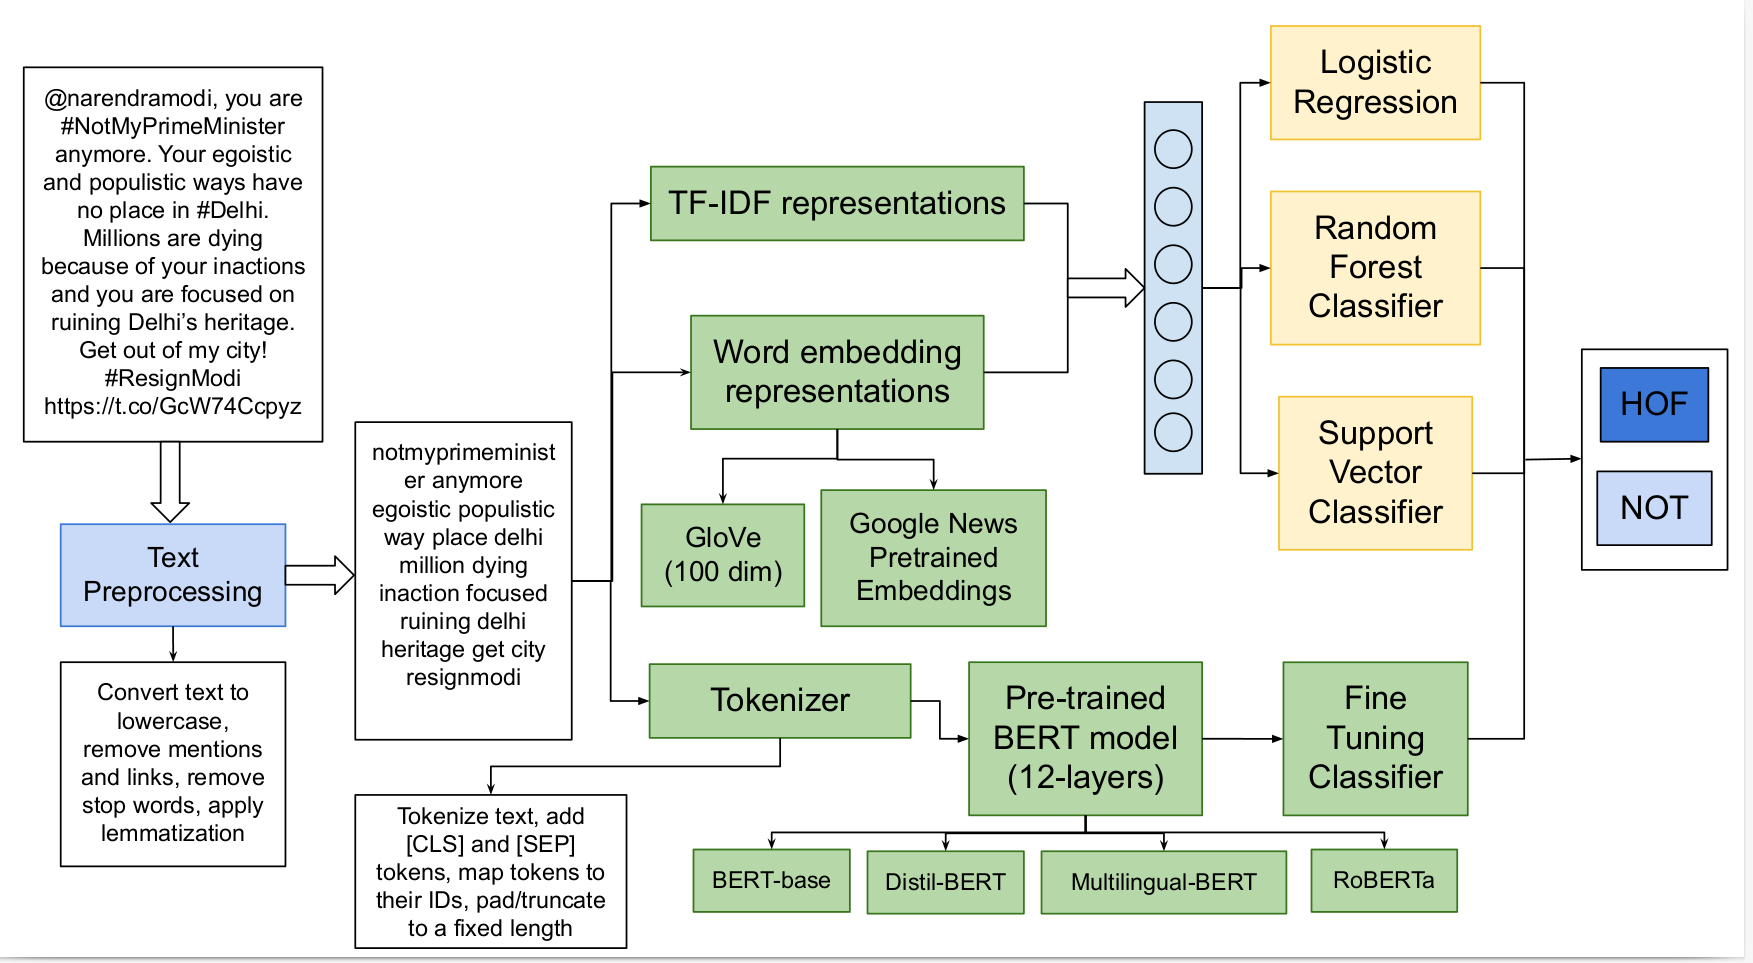 @narendramodi, you are
#NotMyPrimeMinister
anymore. Your egoistic
and populistic ways have
no place in #Delhi.
Millions are dying
because of your inactions
and you are focused on
ruining Delhi’s heritage.
Get out of my city!
#ResignModi
https://t.co/GcW74Ccpyz
Text
Preprocessing
Convert text to
lowercase,
remove mentions
and links, remove
stop words, apply
lemmatization
notmyprimeminist
er anymore
egoistic populistic
way place delhi
million dying
inaction focused
ruining delhi
heritage get city
resignmodi
TF-IDF representations
Word embedding
representations
GloVe
(100 dim)
Google News
Pretrained
Embeddings
Tokenizer
Tokenize text, add
[CLS] and [SEP]
tokens, map tokens to
their IDs, pad/truncate
to a fixed length
Pre-trained
BERT model
(12-layers)
BERT-base
Distil-BERT
Multilingual-BERT
RoBERTa
Fine
Tuning
Classifier
Logistic
Regression
Random
Forest
Classifier
Support
Vector
Classifier
HOF
NOT